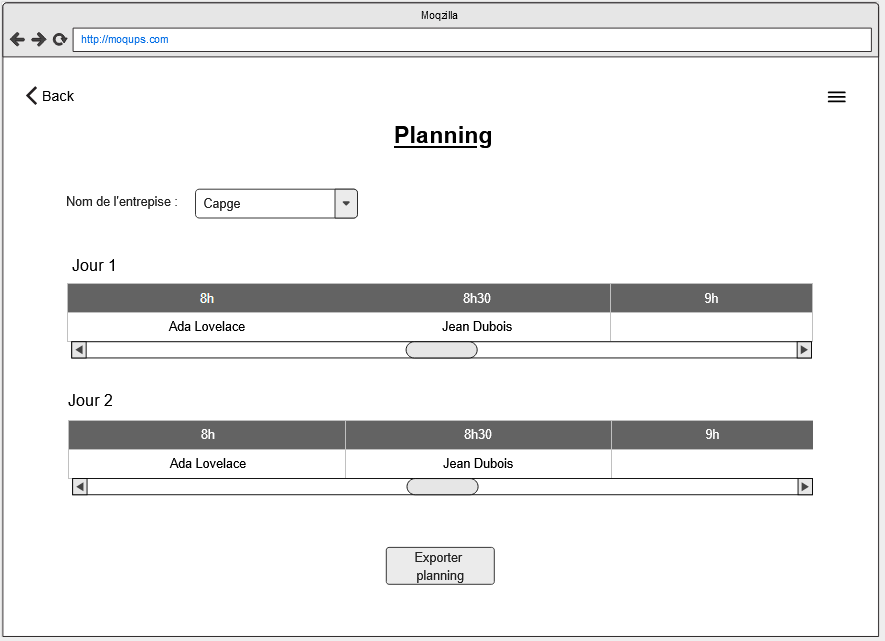 Moqzilla
http://moqups.com
Back
Planning
Nom de l'entrepise :
Capge
Jour 1
8h 8h30 9h
Ada Lovelace Jean Dubois
Jour 2
8h 8h30 9h
Ada Lovelace Jean Dubois
Exporter
planning